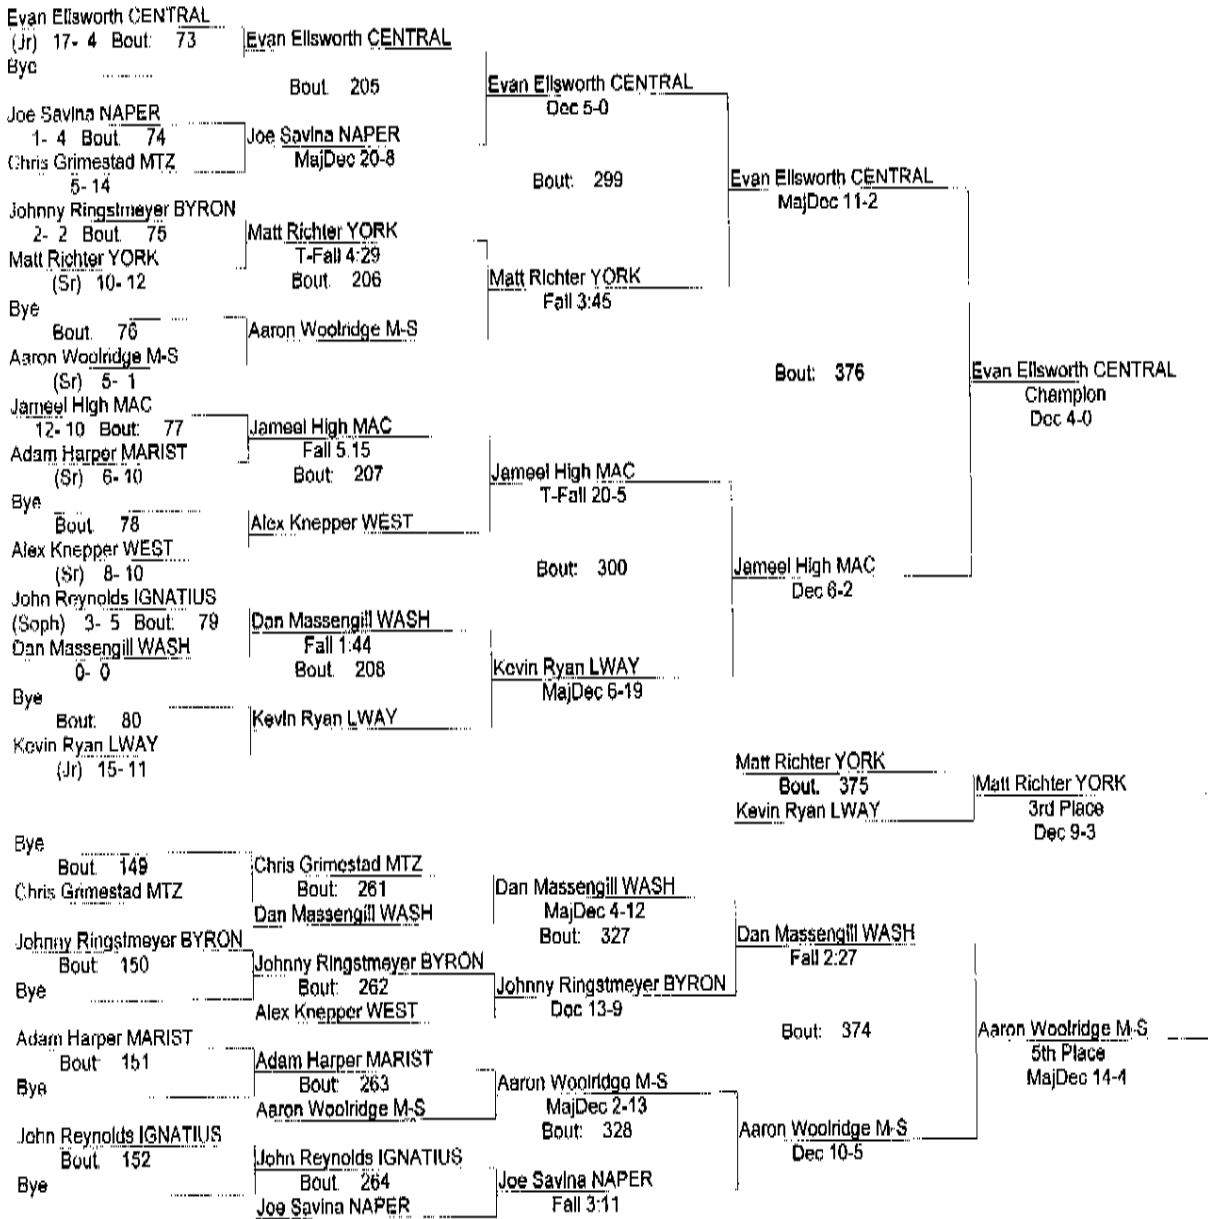 Evan Ellsworth CENTRAL
(Jr) 17- 4 Bout: 73
Bye
Joe Savina NAPER
1- 4 Bout. 74
Chris Grimestad MTZ
5- 14
Johnny Ringstmeyer BYRON
2- 2 Bout. 75
Matt Richter YORK
(Sr) 10- 12
Bye
Bout. 76
Aaron Woolridge M-S
(Sr) 5- 1
Jameel High MAC
12- 10 Bout: 77
Adam Harper MARIST
(Sr) 6- 10
Bye
Bout. 78
Alex Knepper WEST
(Sr) 8- 10
John Reynolds IGNATIUS
(Soph) 3- 5 Bout: 79
Dan Massengill WASH
0- 0
Bye
Bout: 80
Kevin Ryan LWAY
(Jr) 15- 11
Evan Ellsworth CENTRAL
Bout. 205
Joe Savina NAPER
MajDec 20-8
Matt Richter YORK
T-Fall 4:29
Bout: 206
Aaron Woolridge M-S
Jameel High MAC
Fall 5.15
Bout: 207
Alex Knepper WEST
Dan Massengill WASH
Fall 1:44
Bout. 208
Kevin Ryan LWAY
Evan Ellsworth CENTRAL
Dec 5-0
Bout: 299
Matt Richter YORK
Fall 3:45
Jameel High MAC
T-Fall 20-5
Bout: 300
Kevin Ryan LWAY
MajDec 6-19
Evan Ellsworth CENTRAL
MajDec 11-2
Bout: 376
Jameel High MAC
Dec 6-2
Evan Ellsworth CENTRAL
Champion
Dec 4-0
Matt Richter YORK
Bout. 375
Kevin Ryan LWAY
Matt Richter YORK
3rd Place
Dec 9-3
Bye
Bout. 149
Chris Grimestad MTZ
Johnny Ringstmeyer BYRON
Bout: 150
Bye
Adam Harper MARIST
Bout: 151
Bye
John Reynolds IGNATIUS
Bout. 152
Bye
Chris Grimestad MTZ
Bout: 261
Dan Massengill WASH
Johnny Ringstmeyer BYRON
Bout: 262
Alex Knepper WEST
Adam Harper MARIST
Bout: 263
Aaron Woolridge M-S
John Reynolds IGNATIUS
Bout. 264
Joe Savina NAPER
Dan Massengill WASH
MajDec 4-12
Bout: 327
Johnny Ringstmeyer BYRON
Dec 13-9
Aaron Woolridge M-S
MajDec 2-13
Bout: 328
Joe Savina NAPER
Fall 3:11
Dan Massengill WASH
Fall 2:27
Bout: 374
Aaron Woolridge M-S
Dec 10-5
Aaron Woolridge M-S
5th Place
MajDec 14-4